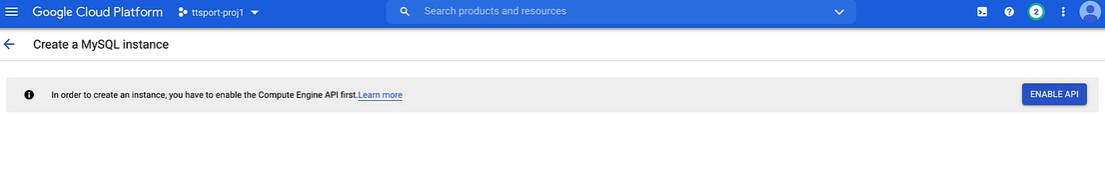 Google Cloud Platform ttsport-proj1 Search products and resources 2
Create a MySQL instance
In order to create an instance, you have to enable the Compute Engine API first.Learn more ENABLE API